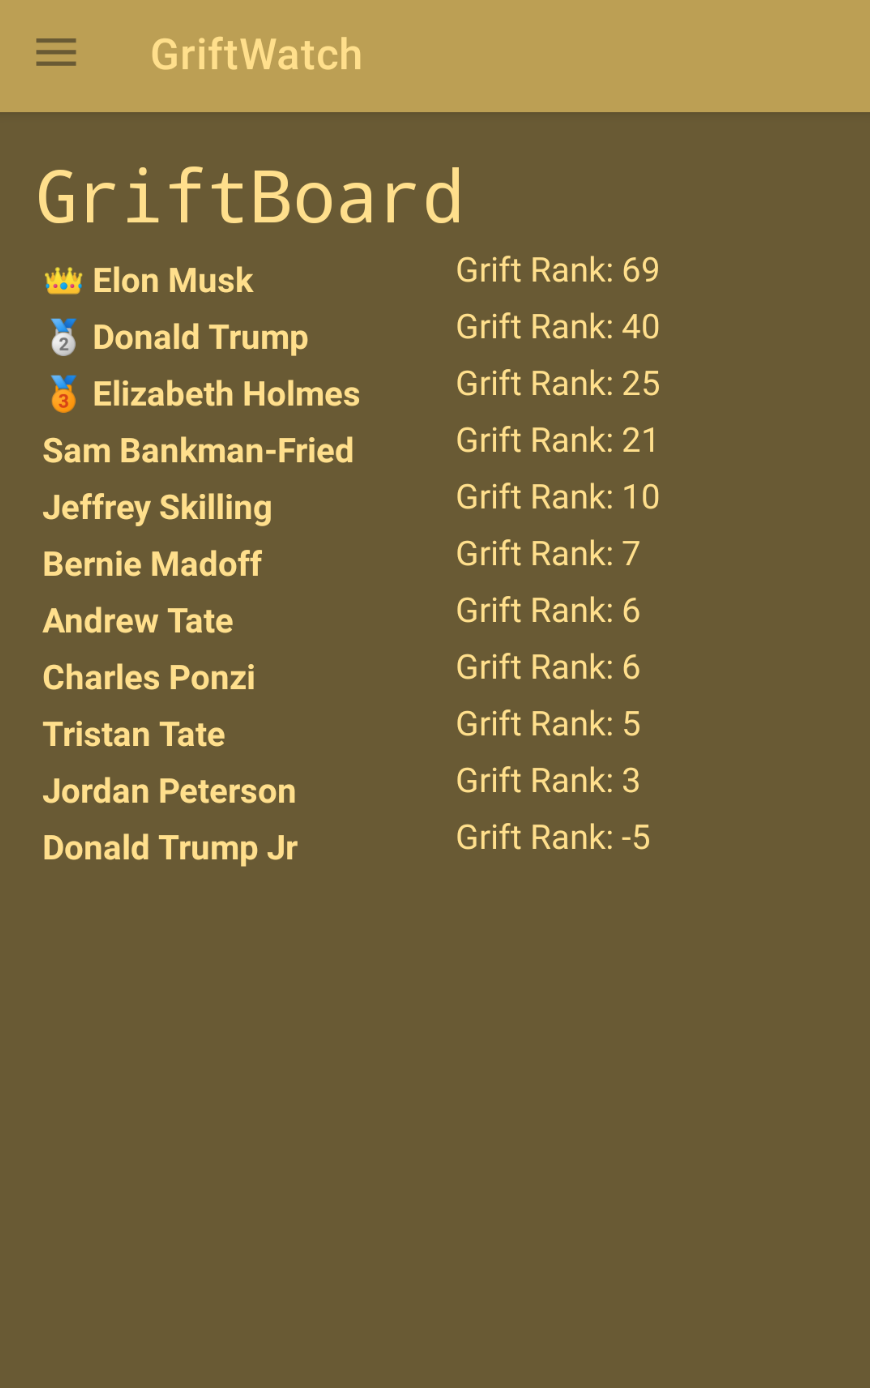 GriftWatch
GriftBoard
👑 Elon Musk Grift Rank: 69
🥈 Donald Trump Grift Rank: 40
🥉 Elizabeth Holmes Grift Rank: 25
Sam Bankman-Fried Grift Rank: 21
Jeffrey Skilling Grift Rank: 10
Bernie Madoff Grift Rank: 7
Andrew Tate Grift Rank: 6
Charles Ponzi Grift Rank: 6
Tristan Tate Grift Rank: 5
Jordan Peterson Grift Rank: 3
Donald Trump Jr Grift Rank: -5